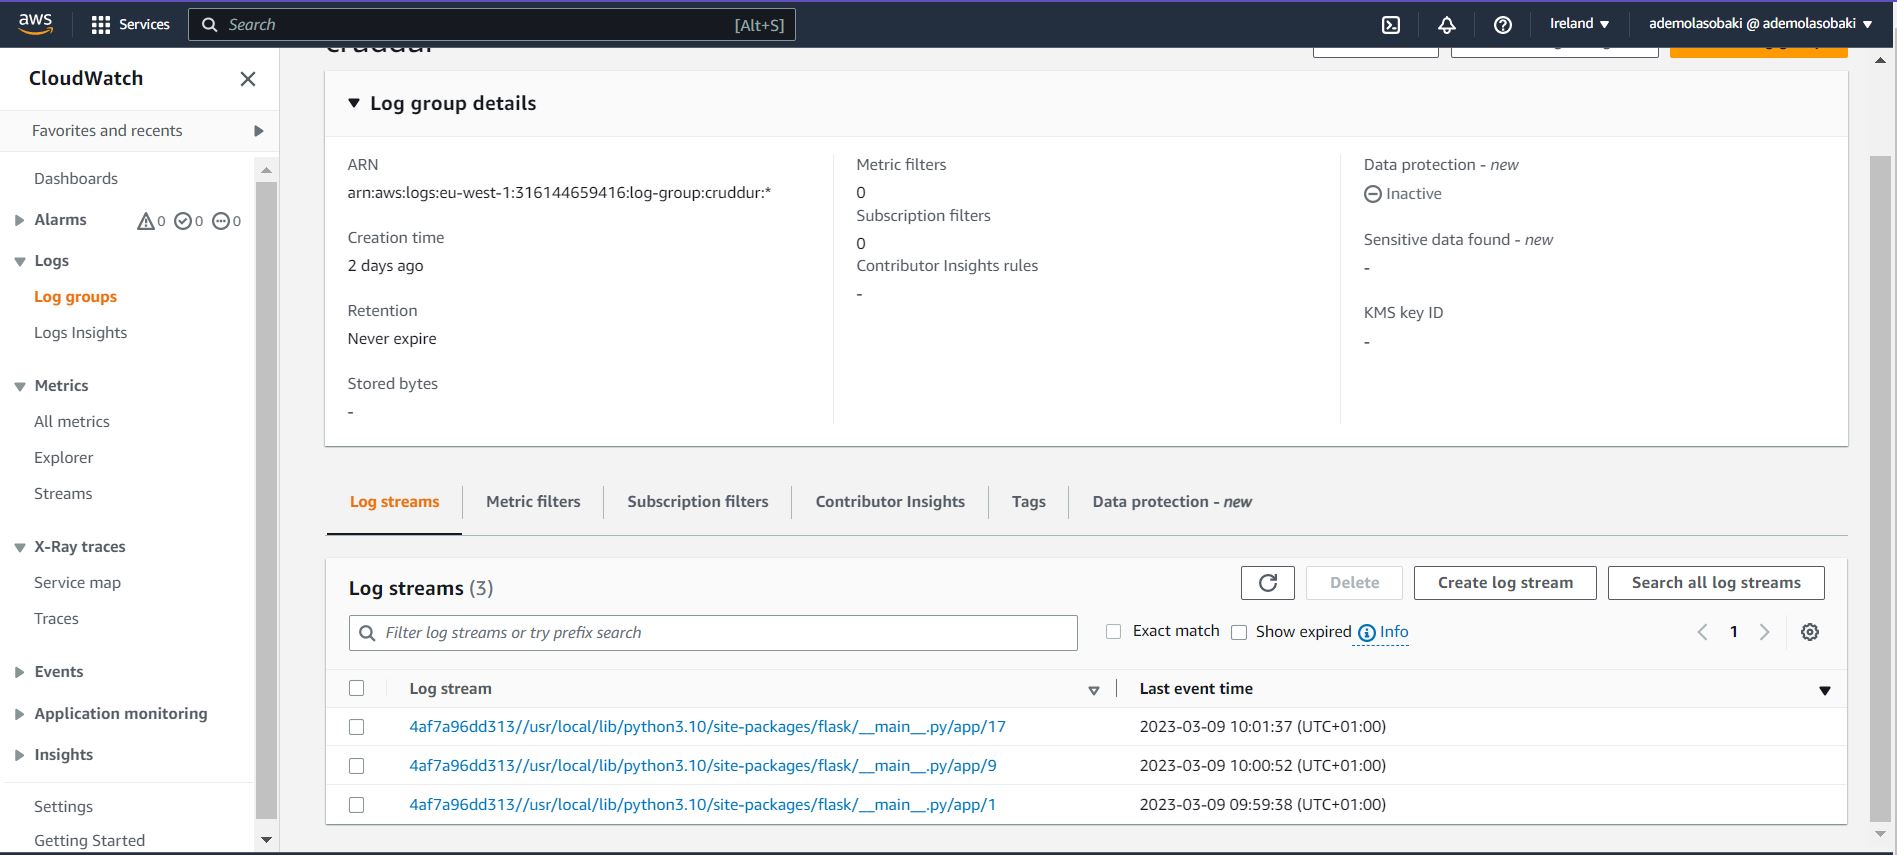 aws
Services
Search
[Alt+S]
Ireland
ademolasobaki @ ademolasobaki
CloudWatch
Favorites and recents
Dashboards
Alarms
0
0
0
Logs
Log groups
Logs Insights
Metrics
All metrics
Explorer
Streams
X-Ray traces
Service map
Traces
Events
Application monitoring
Insights
Settings
Getting Started
cruddur
Log group details
ARN
arn:aws:logs:eu-west-1:316144659416:log-group:cruddur:*
Creation time
2 days ago
Retention
Never expire
Stored bytes
-
Metric filters
0
Subscription filters
0
Contributor Insights rules
-
Data protection - new
Inactive
Sensitive data found - new
-
KMS key ID
-
Log streams
Metric filters
Subscription filters
Contributor Insights
Tags
Data protection - new
Log streams (3)
Delete
Create log stream
Search all log streams
Filter log streams or try prefix search
Exact match
Show expired
Info
1
Log stream
Last event time
4af7a96dd313//usr/local/lib/python3.10/site-packages/flask/__main__.py/app/17 2023-03-09 10:01:37 (UTC+01:00)
4af7a96dd313//usr/local/lib/python3.10/site-packages/flask/__main__.py/app/9 2023-03-09 10:00:52 (UTC+01:00)
4af7a96dd313//usr/local/lib/python3.10/site-packages/flask/__main__.py/app/1 2023-03-09 09:59:38 (UTC+01:00)